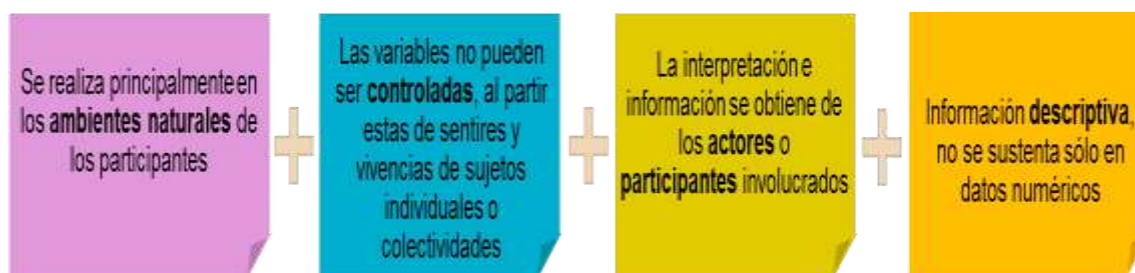 Se realiza principalmente en
los ambientes naturales de
los participantes
Las variables no pueden
ser controladas, al partir
estas de sentires y
vivencias de sujetos
individuales o
colectividades
La interpretación e
información se obtiene de
los actores o
participantes involucrados
Información descriptiva,
no se sustenta sólo en
datos numéricos